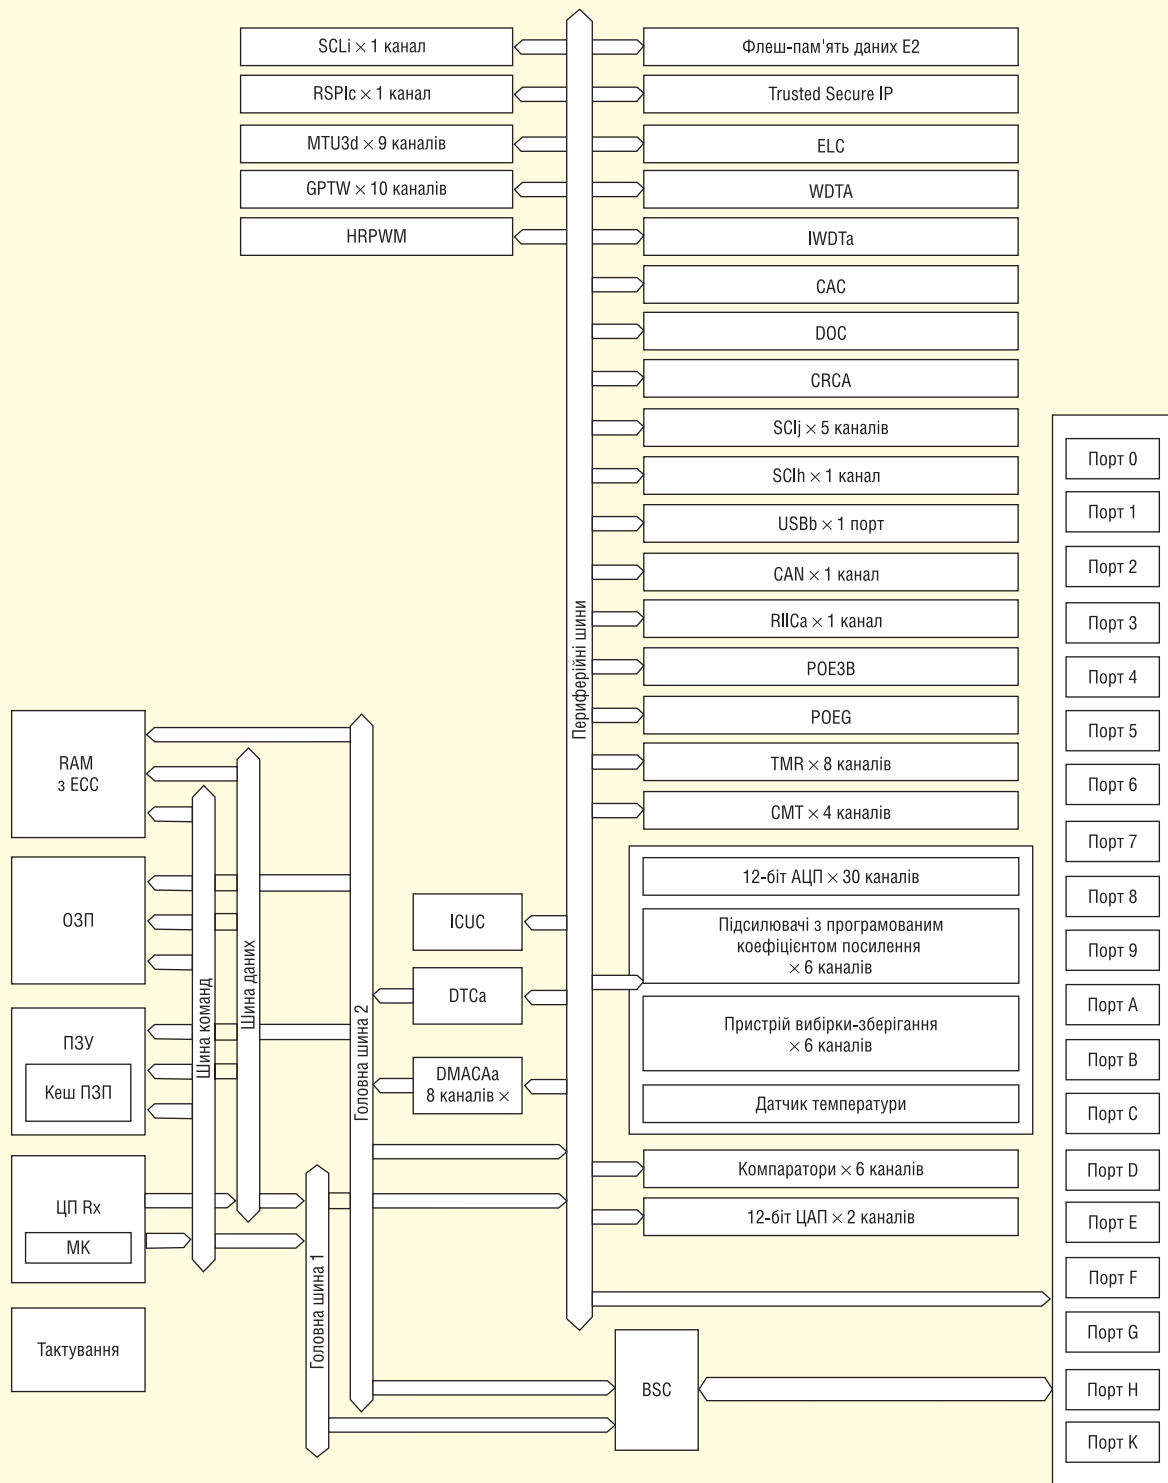 SCLi × 1 канал
RSPIc × 1 канал
MTU3d × 9 каналів
GPTW × 10 каналів
HRPWM
Флеш-пам'ять даних E2
Trusted Secure IP
ELC
WDTA
IWDTa
CAC
DOC
CRCA
SCIj × 5 каналів
SCIh × 1 канал
USBb × 1 порт
CAN × 1 канал
RIICa × 1 канал
POE3B
POEG
TMR × 8 каналів
CMT × 4 каналів
12-біт АЦП × 30 каналів
Підсилювачі з програмованим
коефіцієнтом посилення
× 6 каналів
Пристрій вибірки-зберігання
× 6 каналів
Датчик температури
Компаратори × 6 каналів
12-біт ЦАП × 2 каналів
Периферійні шини
RAM
з ECC
ОЗП
ПЗУ
Кеш ПЗП
ЦП Rx
МК
Тактування
Шина команд
Шина даних
Головна шина 1
Головна шина 2
ICUC
DTCa
DMACAa
8 каналів ×
BSC
Порт 0
Порт 1
Порт 2
Порт 3
Порт 4
Порт 5
Порт 6
Порт 7
Порт 8
Порт 9
Порт A
Порт B
Порт C
Порт D
Порт E
Порт F
Порт G
Порт H
Порт K